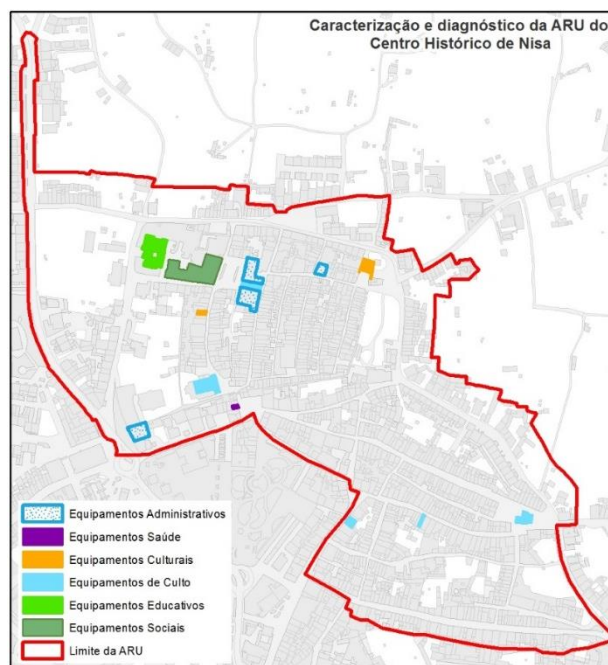 Caracterização e diagnóstico da ARU do
Centro Histórico de Nisa
Equipamentos Administrativos
Equipamentos Saúde
Equipamentos Culturais
Equipamentos de Culto
Equipamentos Educativos
Equipamentos Sociais
Limite da ARU